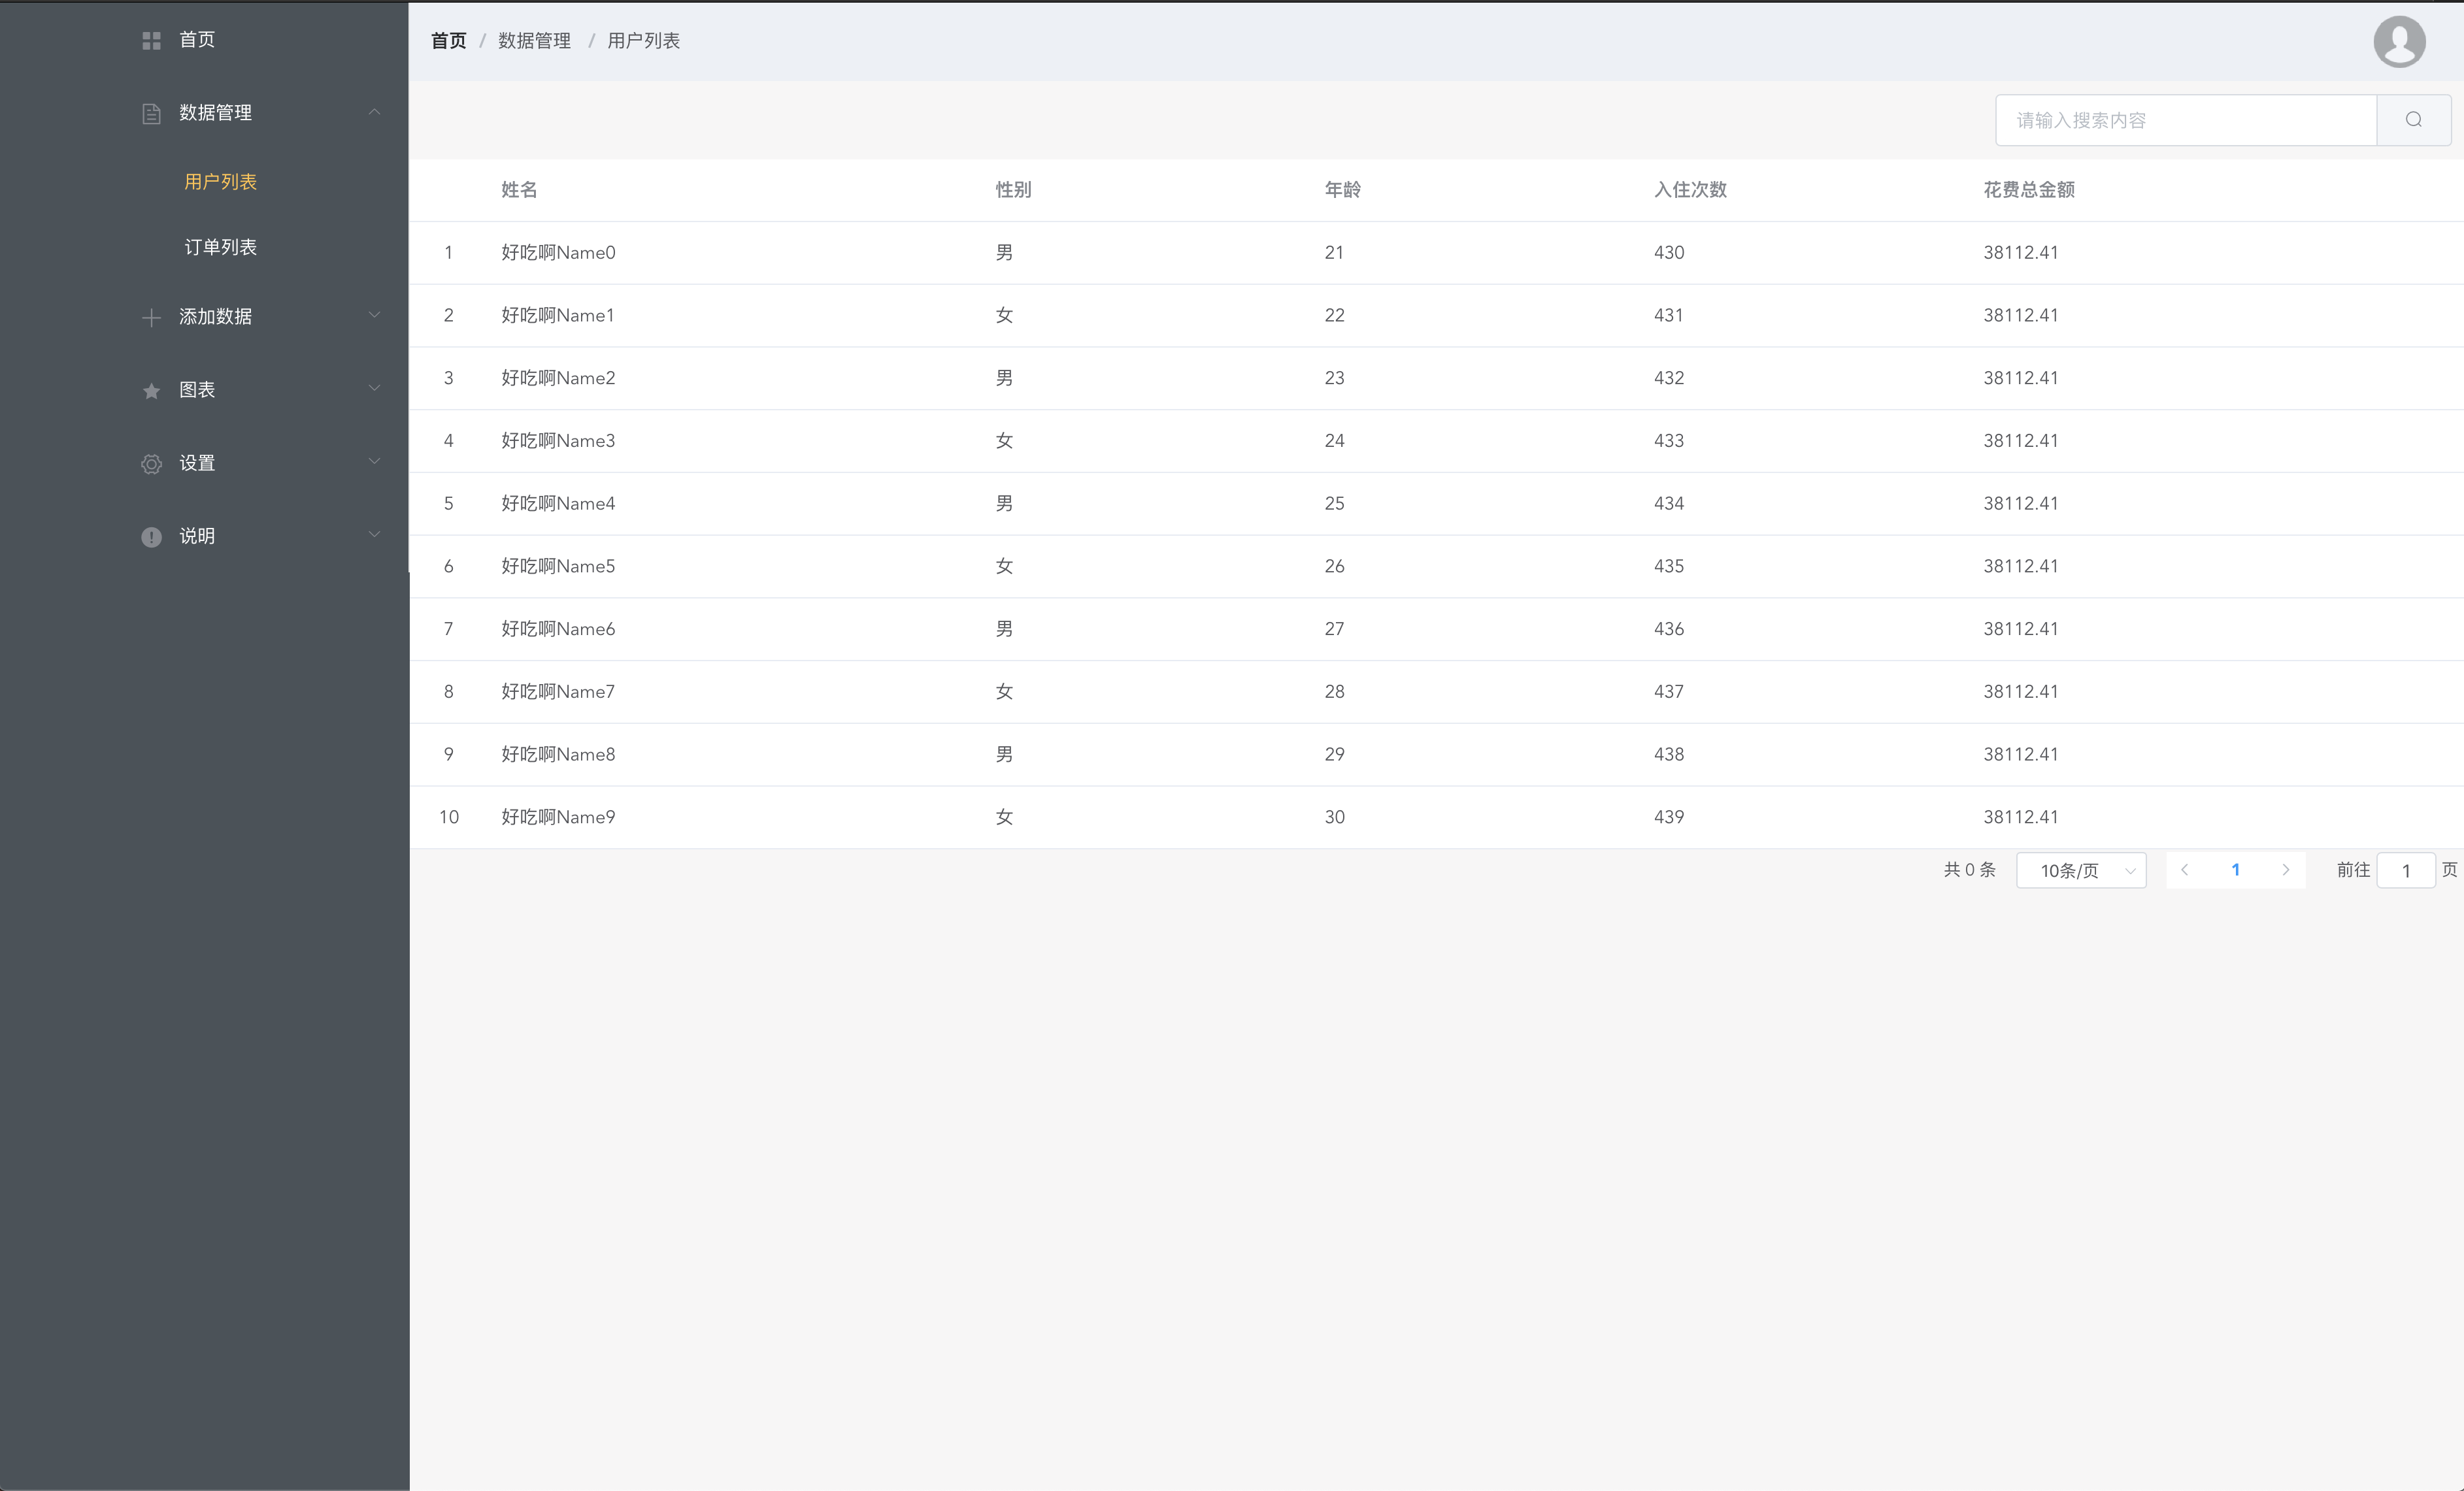 首页
数据管理
用户列表
订单列表
添加数据
图表
设置
说明
首页 / 数据管理 / 用户列表
请输入搜索内容
姓名 性别 年龄 入住次数 花费总金额
1 好吃啊Name0 男 21 430 38112.41
2 好吃啊Name1 女 22 431 38112.41
3 好吃啊Name2 男 23 432 38112.41
4 好吃啊Name3 女 24 433 38112.41
5 好吃啊Name4 男 25 434 38112.41
6 好吃啊Name5 女 26 435 38112.41
7 好吃啊Name6 男 27 436 38112.41
8 好吃啊Name7 女 28 437 38112.41
9 好吃啊Name8 男 29 438 38112.41
10 好吃啊Name9 女 30 439 38112.41
共 0 条 10条/页 1 前往 1 页